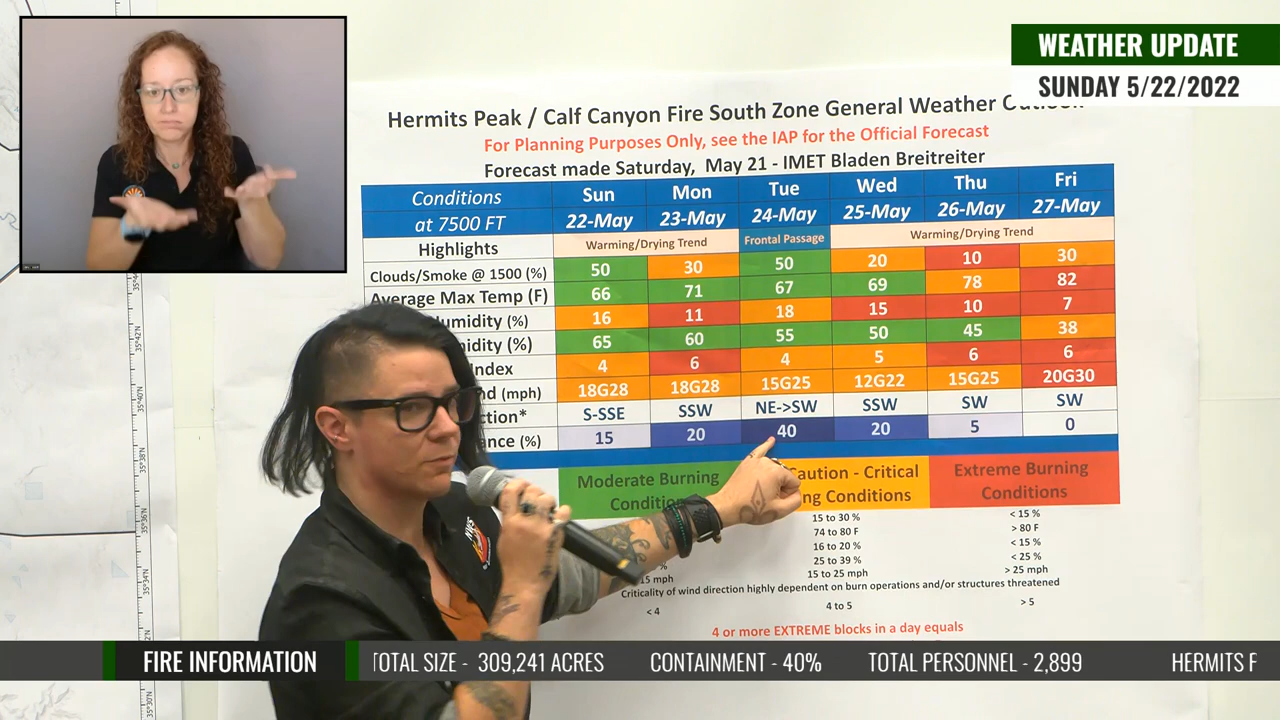 WEATHER UPDATE
SUNDAY 5/22/2022
Hermits Peak / Calf Canyon Fire South Zone General Weather Outlook
For Planning Purposes Only, see the IAP for the Official Forecast
Forecast made Saturday, May 21 - IMET Bladen Breitreiter
Conditions Sun Mon Tue Wed Thu Fri
at 7500 FT 22-May 23-May 24-May 25-May 26-May 27-May
Highlights Warming/Drying Trend Frontal Passage Warming/Drying Trend
Clouds/Smoke @ 1500 (%) 50 30 50 20 10 30
Average Max Temp (F) 66 71 67 69 78 82
umidity (%) 16 11 18 15 10 7
idity (%) 65 60 55 50 45 38
Index 4 6 4 5 6 6
nd (mph) 18G28 18G28 15G25 12G22 15G25 20G30
ction* S-SSE SSW NE->SW SSW SW SW
ance (%) 15 20 40 20 5 0
Moderate Burning Caution - Critical Extreme Burning
Conditions ng Conditions Conditions
15 to 30 % < 15 %
74 to 80 F > 80 F
% 16 to 20 % < 15 %
25 to 39 % < 25 %
15 mph 15 to 25 mph > 25 mph
Criticality of wind direction highly dependent on burn operations and/or structures threatened
< 4 4 to 5 > 5
4 or more EXTREME blocks in a day equals
NWS
FIRE INFORMATION TOTAL SIZE - 309,241 ACRES CONTAINMENT - 40% TOTAL PERSONNEL - 2,899 HERMITS F